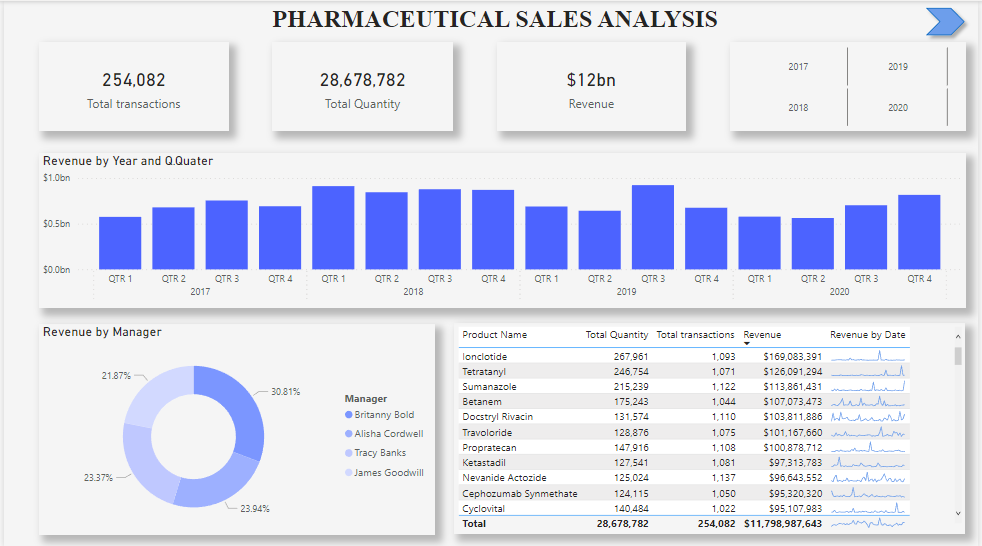 PHARMACEUTICAL SALES ANALYSIS
254,082
Total transactions
28,678,782
Total Quantity
$12bn
Revenue
2017 2019
2018 2020
Revenue by Year and Q.Quater
$1.0bn
$0.5bn
$0.0bn
QTR 1 QTR 2 QTR 3 QTR 4 QTR 1 QTR 2 QTR 3 QTR 4 QTR 1 QTR 2 QTR 3 QTR 4 QTR 1 QTR 2 QTR 3 QTR 4
2017 2018 2019 2020
Revenue by Manager
21.87%
30.81%
23.37%
23.94%
Manager
Britanny Bold
Alisha Cordwell
Tracy Banks
James Goodwill
Product Name Total Quantity Total transactions Revenue Revenue by Date
Ionclotide 267,961 1,093 $169,083,391
Tetratanyl 246,754 1,071 $126,091,294
Sumanazole 215,239 1,122 $113,861,431
Betanem 175,243 1,044 $107,073,473
Docstryl Rivacin 131,574 1,110 $103,811,886
Travoloride 128,876 1,075 $101,167,660
Propratecan 147,916 1,108 $100,878,712
Ketastadil 127,541 1,081 $97,313,783
Nevanide Actozide 125,024 1,137 $96,643,552
Cephozumab Synmethate 124,115 1,050 $95,320,320
Cyclovital 140,484 1,022 $95,107,983
Total 28,678,782 254,082 $11,798,987,643